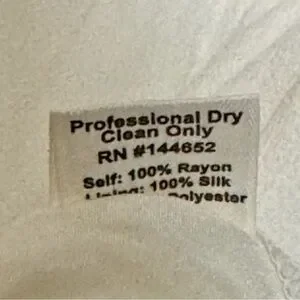 Professional Dry
Clean Only
RN #144652
Self: 100% Rayon
Lining: 100% Silk
Polyester